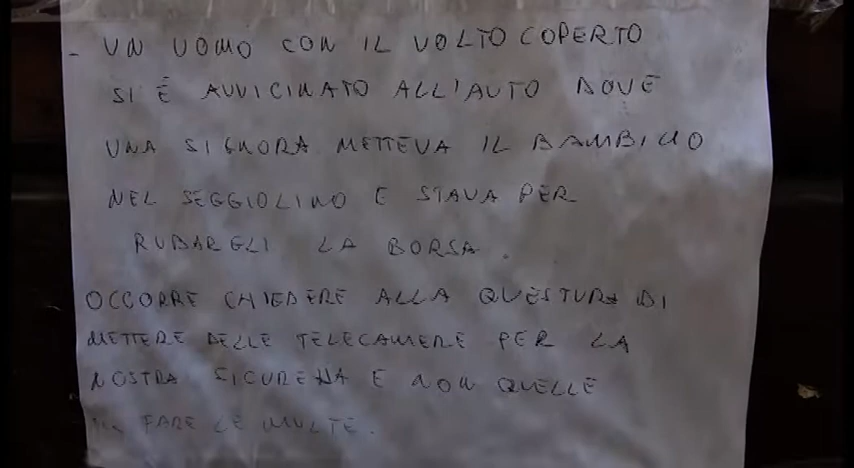 - UN UOMO CON IL VOLTO COPERTO
SI È AVVICINATO ALL'AUTO DOVE
UNA SIGNORA METTEVA IL BAMBINO
NEL SEGGIOLINO E STAVA PER
RUBARGLI LA BORSA.
OCCORRE CHIEDERE ALLA QUESTURA DI
METTERE DELLE TELECAMERE PER LA
NOSTRA SICUREZZA E NON QUELLE
FARE LE MULTE.